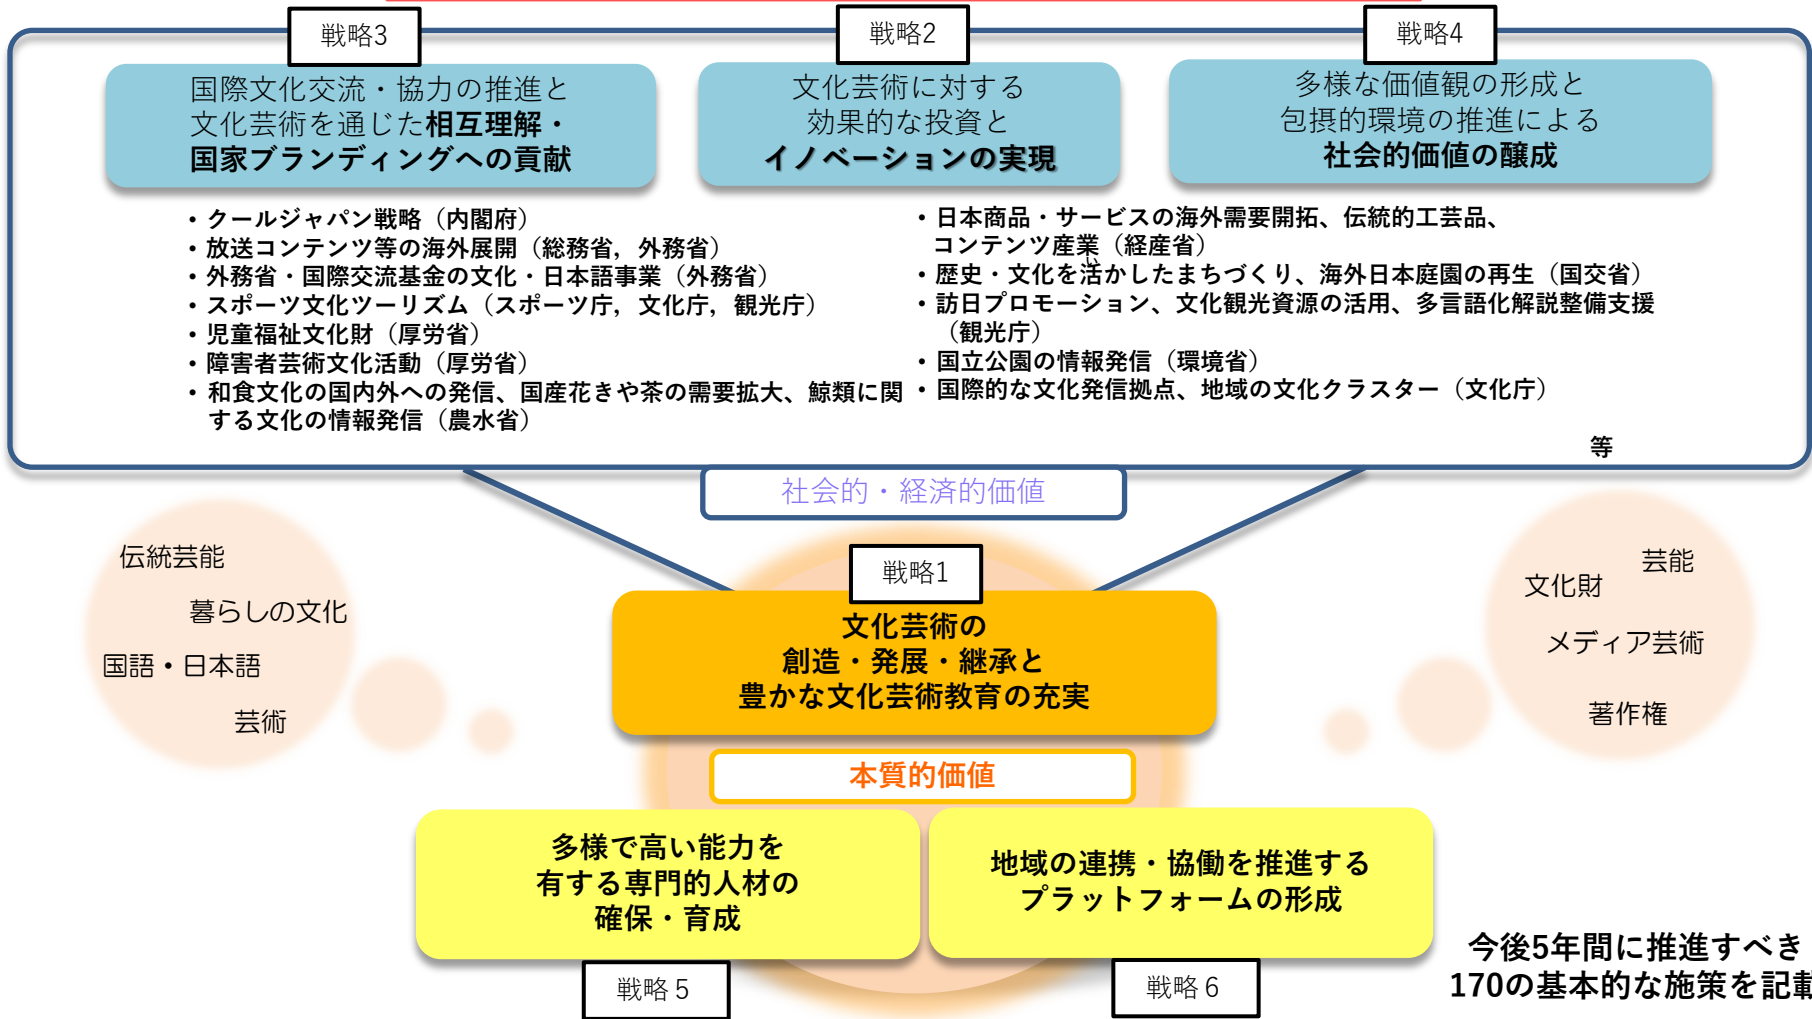 戦略3
国際文化交流・協力の推進と
文化芸術を通じた相互理解・
国家ブランディングへの貢献
戦略2
文化芸術に対する
効果的な投資と
イノベーションの実現
戦略4
多様な価値観の形成と
包摂的環境の推進による
社会的価値の醸成
・クールジャパン戦略（内閣府）
・放送コンテンツ等の海外展開（総務省，外務省）
・外務省・国際交流基金の文化・日本語事業（外務省）
・スポーツ文化ツーリズム（スポーツ庁，文化庁，観光庁）
・児童福祉文化財（厚労省）
・障害者芸術文化活動（厚労省）
・和食文化の国内外への発信、国産花きや茶の需要拡大、鯨類に関
する文化の情報発信（農水省）
・日本商品・サービスの海外需要開拓、伝統的工芸品、
コンテンツ産業（経産省）
い
・歴史・文化を活かしたまちづくり、海外日本庭園の再生（国交省）
・訪日プロモーション、文化観光資源の活用、多言語化解説整備支援
（観光庁）
・国立公園の情報発信（環境省）
・国際的な文化発信拠点、地域の文化クラスター（文化庁）
等
社会的・経済的価値
伝統芸能
暮らしの文化
国語・日本語
芸術
戦略1
文化芸術の
創造・発展・継承と
豊かな文化芸術教育の充実
芸能
文化財
メディア芸術
著作権
本質的価値
多様で高い能力を
有する専門的人材の
確保・育成
戦略５
地域の連携・協働を推進する
プラットフォームの形成
戦略６
今後5年間に推進すべき
170の基本的な施策を記載